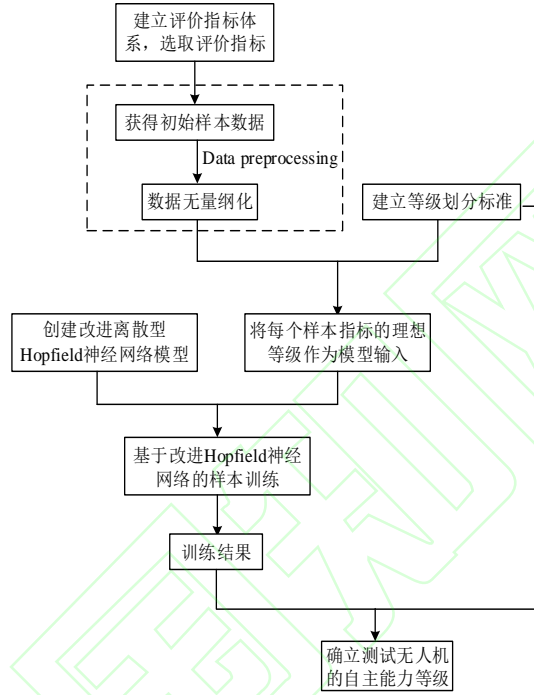 建立评价指标体
系，选取评价指标
获得初始样本数据
Data preprocessing
数据无量纲化
建立等级划分标准
创建改进离散型
Hopfield神经网络模型
将每个样本指标的理想
等级作为模型输入
基于改进Hopfield神经
网络的样本训练
训练结果
确立测试无人机
的自主能力等级